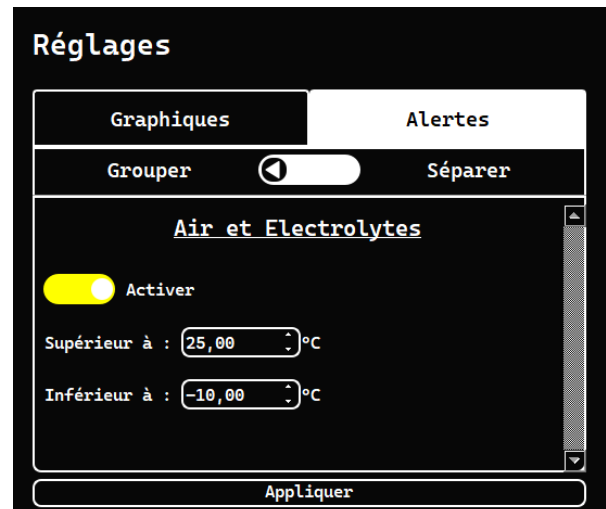 Réglages
Graphiques Alertes
Grouper Séparer
Air et Electrolytes
Activer
Supérieur à : 25,00 °C
Inférieur à : -10,00 °C
Appliquer